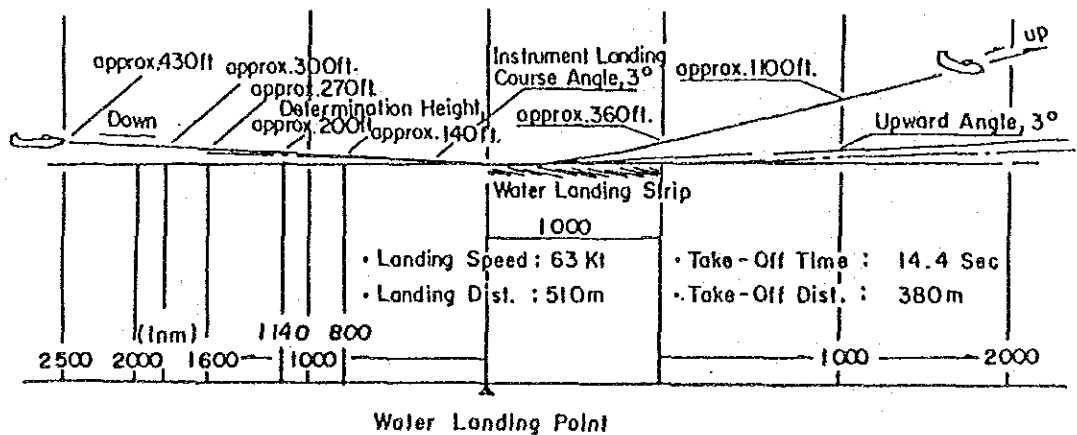 up
approx.430ft
approx.300ft.
approx.270ft
Instrument Landing
Course Angle, 3°
approx.1100ft.
Down
Determination Height,
approx.200ft
approx.140ft.
approx.360ft.
Upward Angle, 3°
Water Landing Strip
1000
• Landing Speed : 63 Kt
• Landing Dist. : 510m
• Take-Off Time : 14.4 Sec
• Take-Off Dist. : 380m
(1nm) 1140 800
2500 2000 1600 1000 1000 2000
Water Landing Point